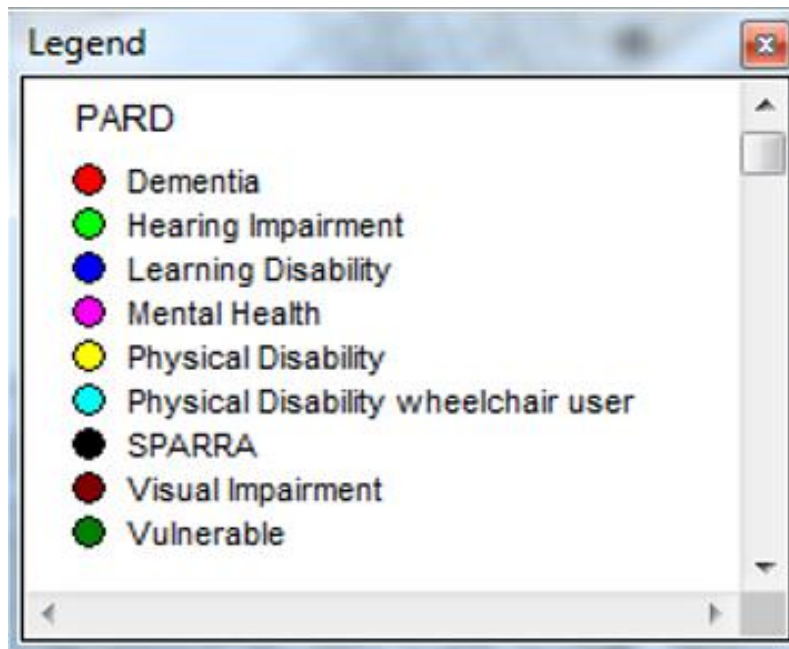 Legend
PARD
Dementia
Hearing Impairment
Learning Disability
Mental Health
Physical Disability
Physical Disability wheelchair user
SPARRA
Visual Impairment
Vulnerable